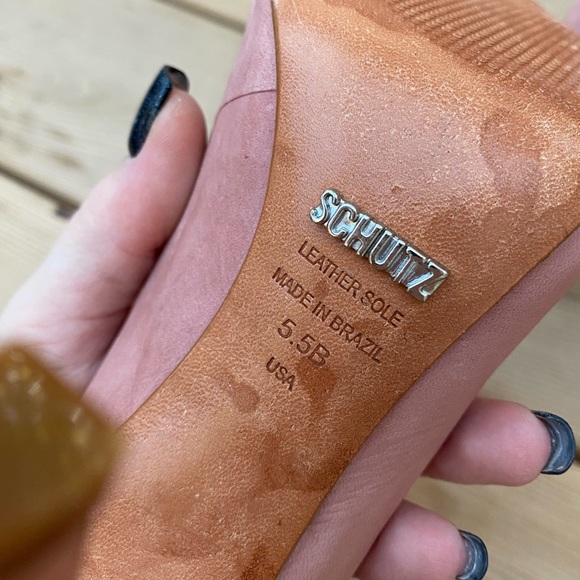 SCHUTZ
LEATHER SOLE
MADE IN BRAZIL
5.5B
USA